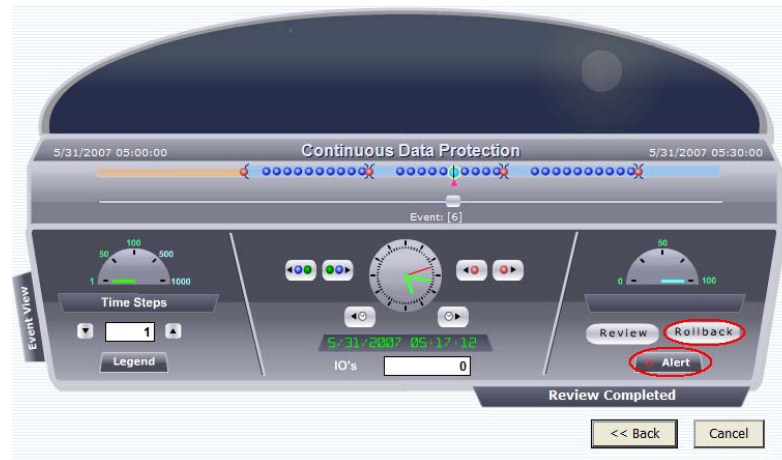 5/31/2007 05:00:00
Continuous Data Protection
5/31/2007 05:30:00
Event: [6]
1
50
100
500
1000
Time Steps
1
Legend
Event View
5/31/2007 05:17:12
IO's
0
0
50
100
Review
Rollback
Alert
Review Completed
<< Back
Cancel